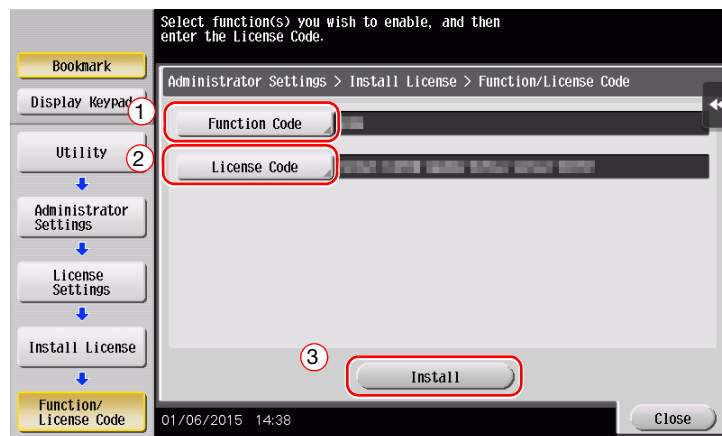 Select function(s) you wish to enable, and then
enter the License Code.
Bookmark
Display Keypad
Utility
Administrator
Settings
License
Settings
Install License
Function/
License Code
Administrator Settings > Install License > Function/License Code
1
Function Code
2
License Code
3
Install
01/06/2015 14:38
Close